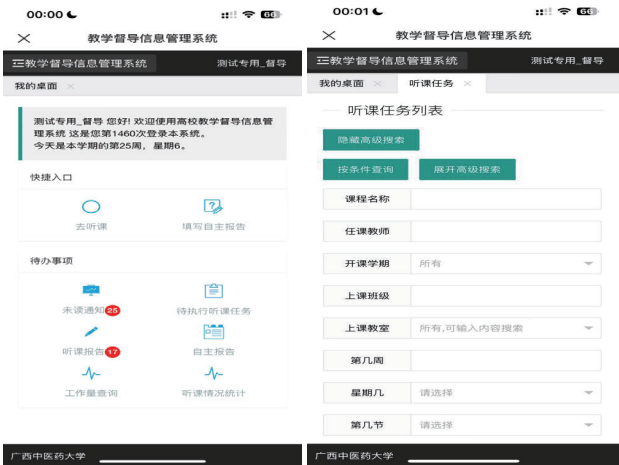 00:00
66
教学督导信息管理系统
教学督导信息管理系统
测试专用_督导
我的桌面
测试专用_督导 您好! 欢迎使用高校教学督导信息管
理系统 这是您第1460次登录本系统。
今天是本学期的第25周，星期6。
快捷入口
去听课
填写自主报告
待办事项
未读通知 25
待执行听课任务
听课报告 17
自主报告
工作量查询
听课情况统计
广西中医药大学
00:01
66
教学督导信息管理系统
教学督导信息管理系统
测试专用_督导
我的桌面
听课任务
听课任务列表
隐藏高级搜索
按条件查询
展开高级搜索
课程名称
任课教师
开课学期 所有
上课班级
上课教室 所有,可输入内容搜索
第几周
星期几 请选择
第几节 请选择
广西中医药大学